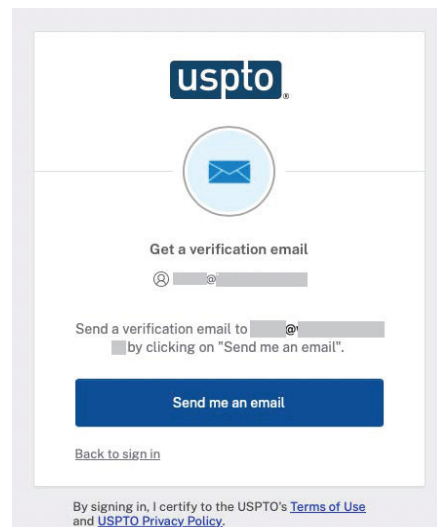 uspto®
Get a verification email
@
Send a verification email to @
by clicking on "Send me an email".
Send me an email
Back to sign in
By signing in, I certify to the USPTO's Terms of Use
and USPTO Privacy Policy.